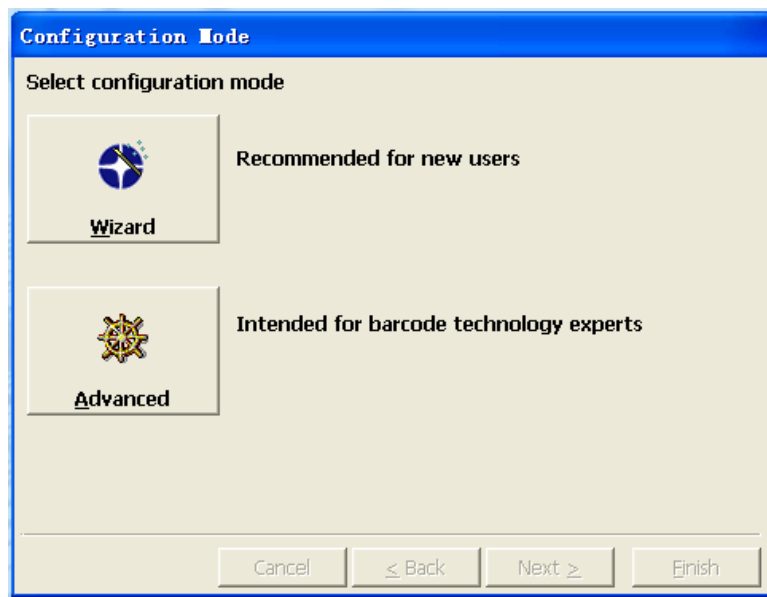 Configuration Mode
Select configuration mode
Recommended for new users
Wizard
Intended for barcode technology experts
Advanced
Cancel
< Back
Next >
Finish